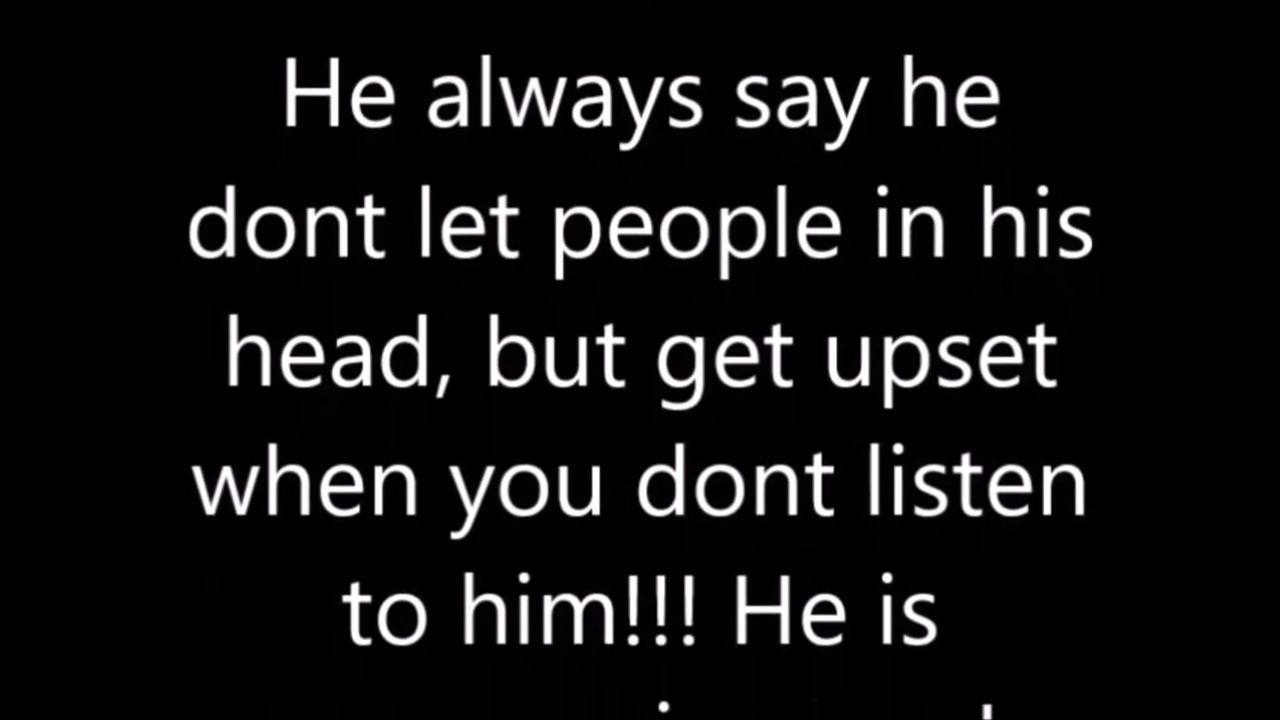 He always say he
dont let people in his
head, but get upset
when you dont listen
to him!!! He is